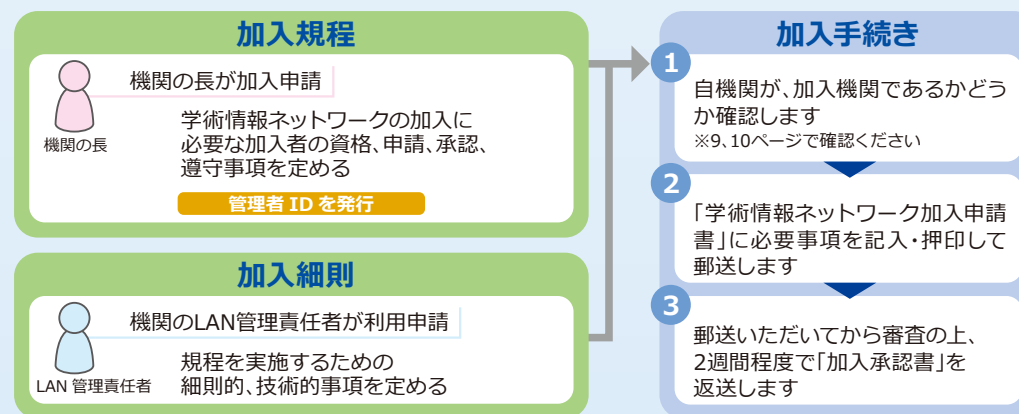 加入規程
機関の長が加入申請
機関の長
学術情報ネットワークの加入に
必要な加入者の資格、申請、承認、
遵守事項を定める
管理者 ID を発行
加入細則
機関のLAN管理責任者が利用申請
LAN 管理責任者
規程を実施するための
細則的、技術的事項を定める
加入手続き
1
自機関が、加入機関であるかどう
か確認します
※9、10ページで確認ください
2
「学術情報ネットワーク加入申請
書」に必要事項を記入・押印して
郵送します
3
郵送いただいてから審査の上、
2週間程度で「加入承認書」を
返送します